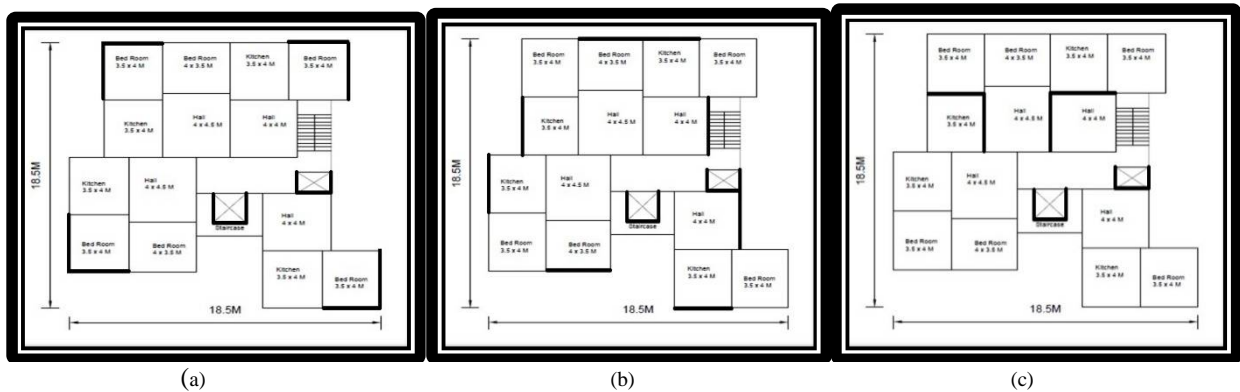 Bed Room
3.5 x 4 M
Bed Room
4 x 3.5 M
Kitchen
3.5 x 4 M
Bed Room
3.5 x 4 M
Kitchen
3.5 x 4 M
Hall
4 x 4.5 M
Hall
4 x 4 M
18.5M
Kitchen
3.5 x 4 M
Hall
4 x 4.5 M
Hall
4 x 4 M
Staircase
Bed Room
3.5 x 4 M
Bed Room
4 x 3.5 M
Kitchen
3.5 x 4 M
Bed Room
3.5 x 4 M
18.5M
(a)
Bed Room
3.5 x 4 M
Bed Room
4 x 3.5 M
Kitchen
3.5 x 4 M
Bed Room
3.5 x 4 M
Kitchen
3.5 x 4 M
Hall
4 x 4.5 M
Hall
4 x 4 M
18.5M
Kitchen
3.5 x 4 M
Hall
4 x 4.5 M
Hall
4 x 4 M
Staircase
Bed Room
3.5 x 4 M
Bed Room
4 x 3.5 M
Kitchen
3.5 x 4 M
Bed Room
3.5 x 4 M
18.5M
(b)
Bed Room
3.5 x 4 M
Bed Room
4 x 3.5 M
Kitchen
3.5 x 4 M
Bed Room
3.5 x 4 M
Kitchen
3.5 x 4 M
Hall
4 x 4.5 M
Hall
4 x 4 M
18.5M
Kitchen
3.5 x 4 M
Hall
4 x 4.5 M
Hall
4 x 4 M
Staircase
Bed Room
3.5 x 4 M
Bed Room
4 x 3.5 M
Kitchen
3.5 x 4 M
Bed Room
3.5 x 4 M
18.5M
(c)